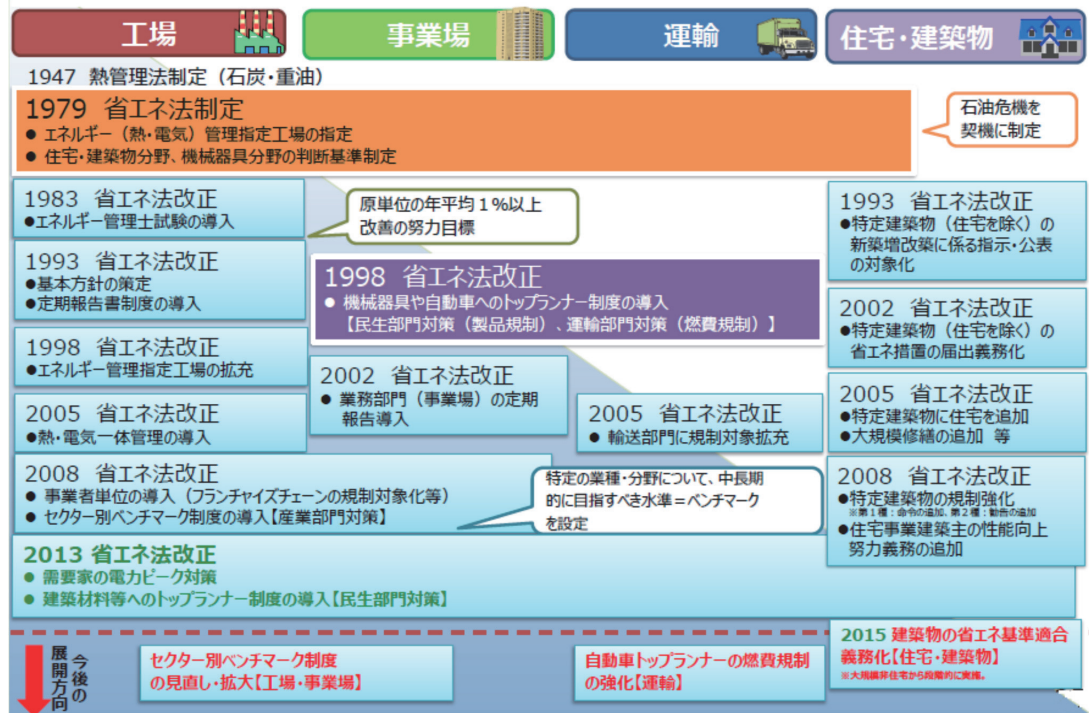 工場
事業場
運輸
住宅・建築物
1947 熱管理法制定（石炭・重油）
1979 省エネ法制定
● エネルギー（熱・電気）管理指定工場の指定
● 住宅・建築物分野、機械器具分野の判断基準制定
石油危機を
契機に制定
1983 省エネ法改正
●エネルギー管理士試験の導入
原単位の年平均１％以上
改善の努力目標
1993 省エネ法改正
●基本方針の策定
●定期報告書制度の導入
1998 省エネ法改正
● 機械器具や自動車へのトップランナー制度の導入
【民生部門対策（製品規制）、運輸部門対策（燃費規制）】
1998 省エネ法改正
●エネルギー管理指定工場の拡充
2002 省エネ法改正
● 業務部門（事業場）の定期
報告導入
2005 省エネ法改正
●熱・電気一体管理の導入
2005 省エネ法改正
● 輸送部門に規制対象拡充
2008 省エネ法改正
● 事業者単位の導入（フランチャイズチェーンの規制対象化等）
● セクター別ベンチマーク制度の導入【産業部門対策】
特定の業種・分野について、中長期
的に目指すべき水準＝ベンチマーク
を設定
1993 省エネ法改正
●特定建築物（住宅を除く）の
新築増改築に係る指示・公表
の対象化
2002 省エネ法改正
●特定建築物（住宅を除く）の
省エネ措置の届出義務化
2005 省エネ法改正
●特定建築物に住宅を追加
●大規模修繕の追加 等
2008 省エネ法改正
●特定建築物の規制強化
※第１種：命令の追加、第２種：勧告の追加
●住宅事業建築主の性能向上
努力義務の追加
2013 省エネ法改正
● 需要家の電力ピーク対策
● 建築材料等へのトップランナー制度の導入【民生部門対策】
今後の
展開方向
セクター別ベンチマーク制度
の見直し・拡大【工場・事業場】
自動車トップランナーの燃費規制
の強化【運輸】
2015 建築物の省エネ基準適合
義務化【住宅・建築物】
※大規模非住宅から段階的に実施。